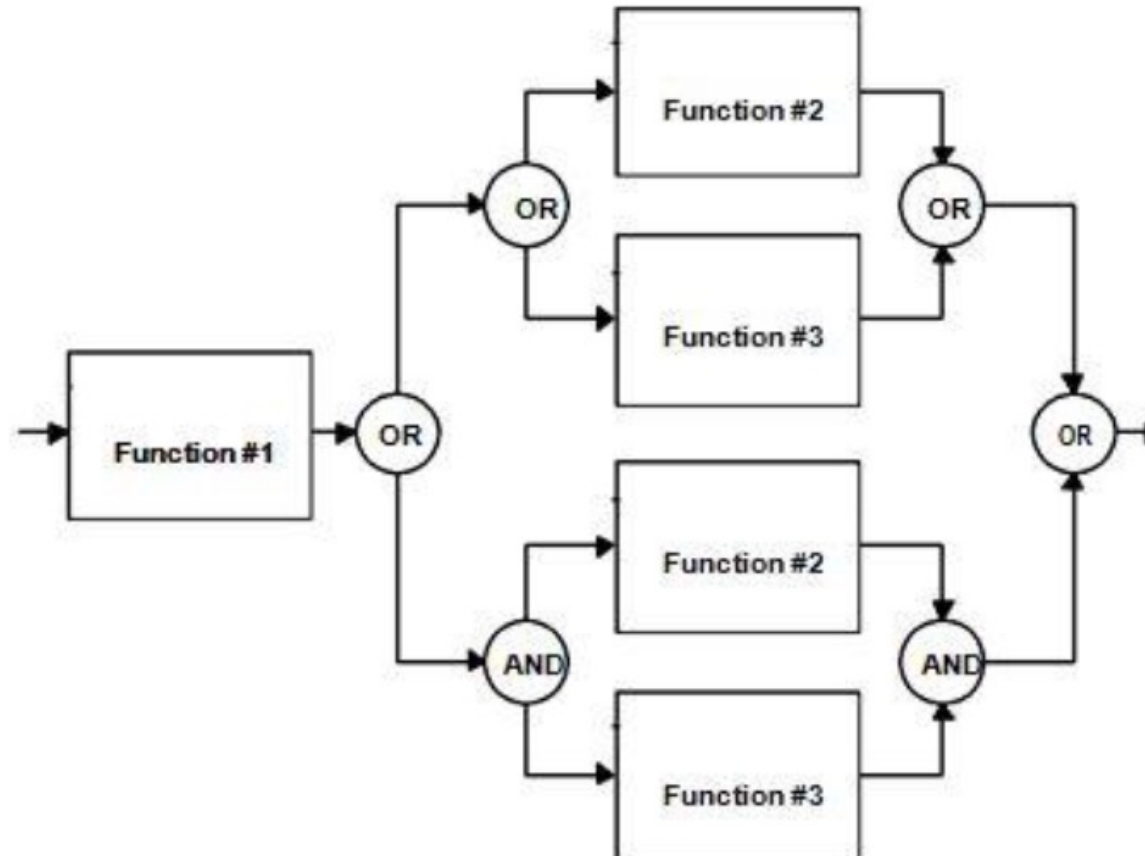 Function #2
OR
OR
Function #3
Function #1
OR
OR
Function #2
AND
AND
Function #3